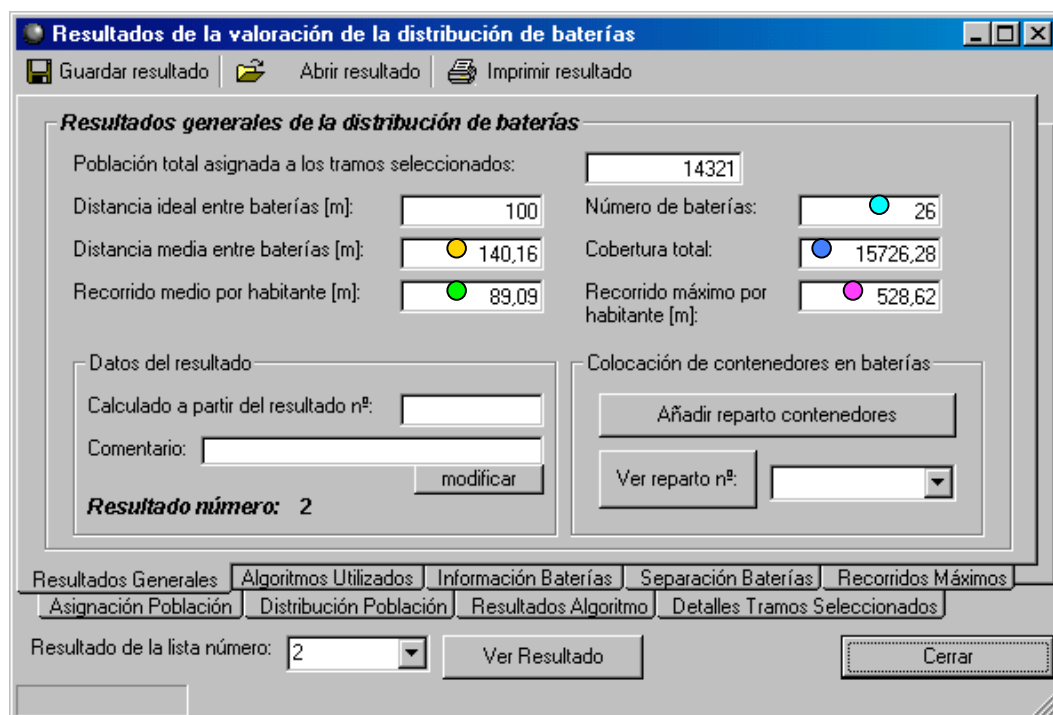 Resultados de la valoración de la distribución de baterías
Guardar resultado Abrir resultado Imprimir resultado
Resultados generales de la distribución de baterías
Población total asignada a los tramos seleccionados: 14321
Distancia ideal entre baterías [m]: 100 Número de baterías: 26
Distancia media entre baterías [m]: 140,16 Cobertura total: 15726,28
Recorrido medio por habitante [m]: 89,09 Recorrido máximo por habitante [m]: 528,62
Datos del resultado
Calculado a partir del resultado nº:
Comentario:
modificar
Resultado número: 2
Colocación de contenedores en baterías
Añadir reparto contenedores
Ver reparto nº:
Resultados Generales Algoritmos Utilizados Información Baterías Separación Baterías Recorridos Máximos
Asignación Población Distribución Población Resultados Algoritmo Detalles Tramos Seleccionados
Resultado de la lista número: 2 Ver Resultado Cerrar